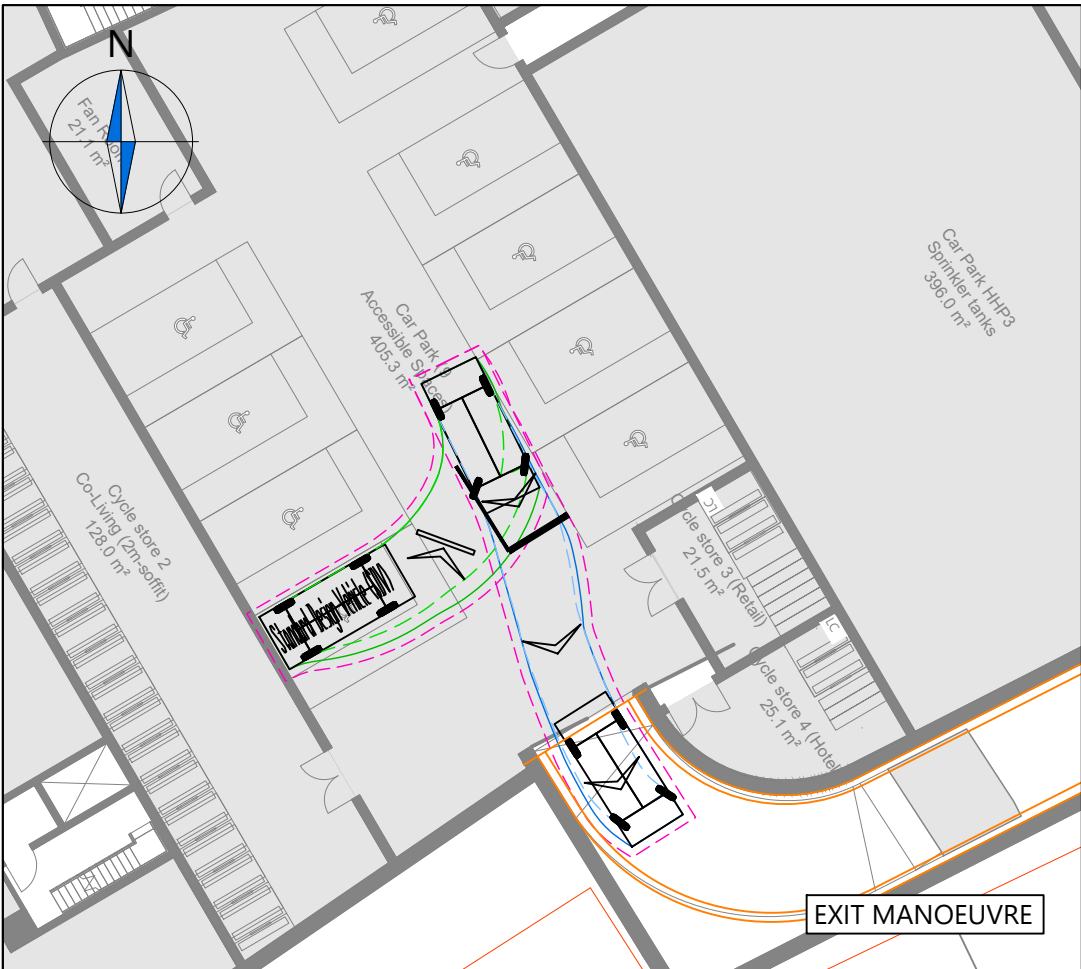 N
Fan Room
21.1 m²
Car Park HHP3
Sprinkler tanks
396.0 m²
Accessible Spaces)
405.3 m²
Cycle store 2
Co-Living (2m-soffit)
128.0 m²
Standard Design Vehicle (SDV)
D1
Cycle store 3 (Retail)
21.5 m²
LC
Cycle store 4 (Hotel
25.1 m²
EXIT MANOEUVRE